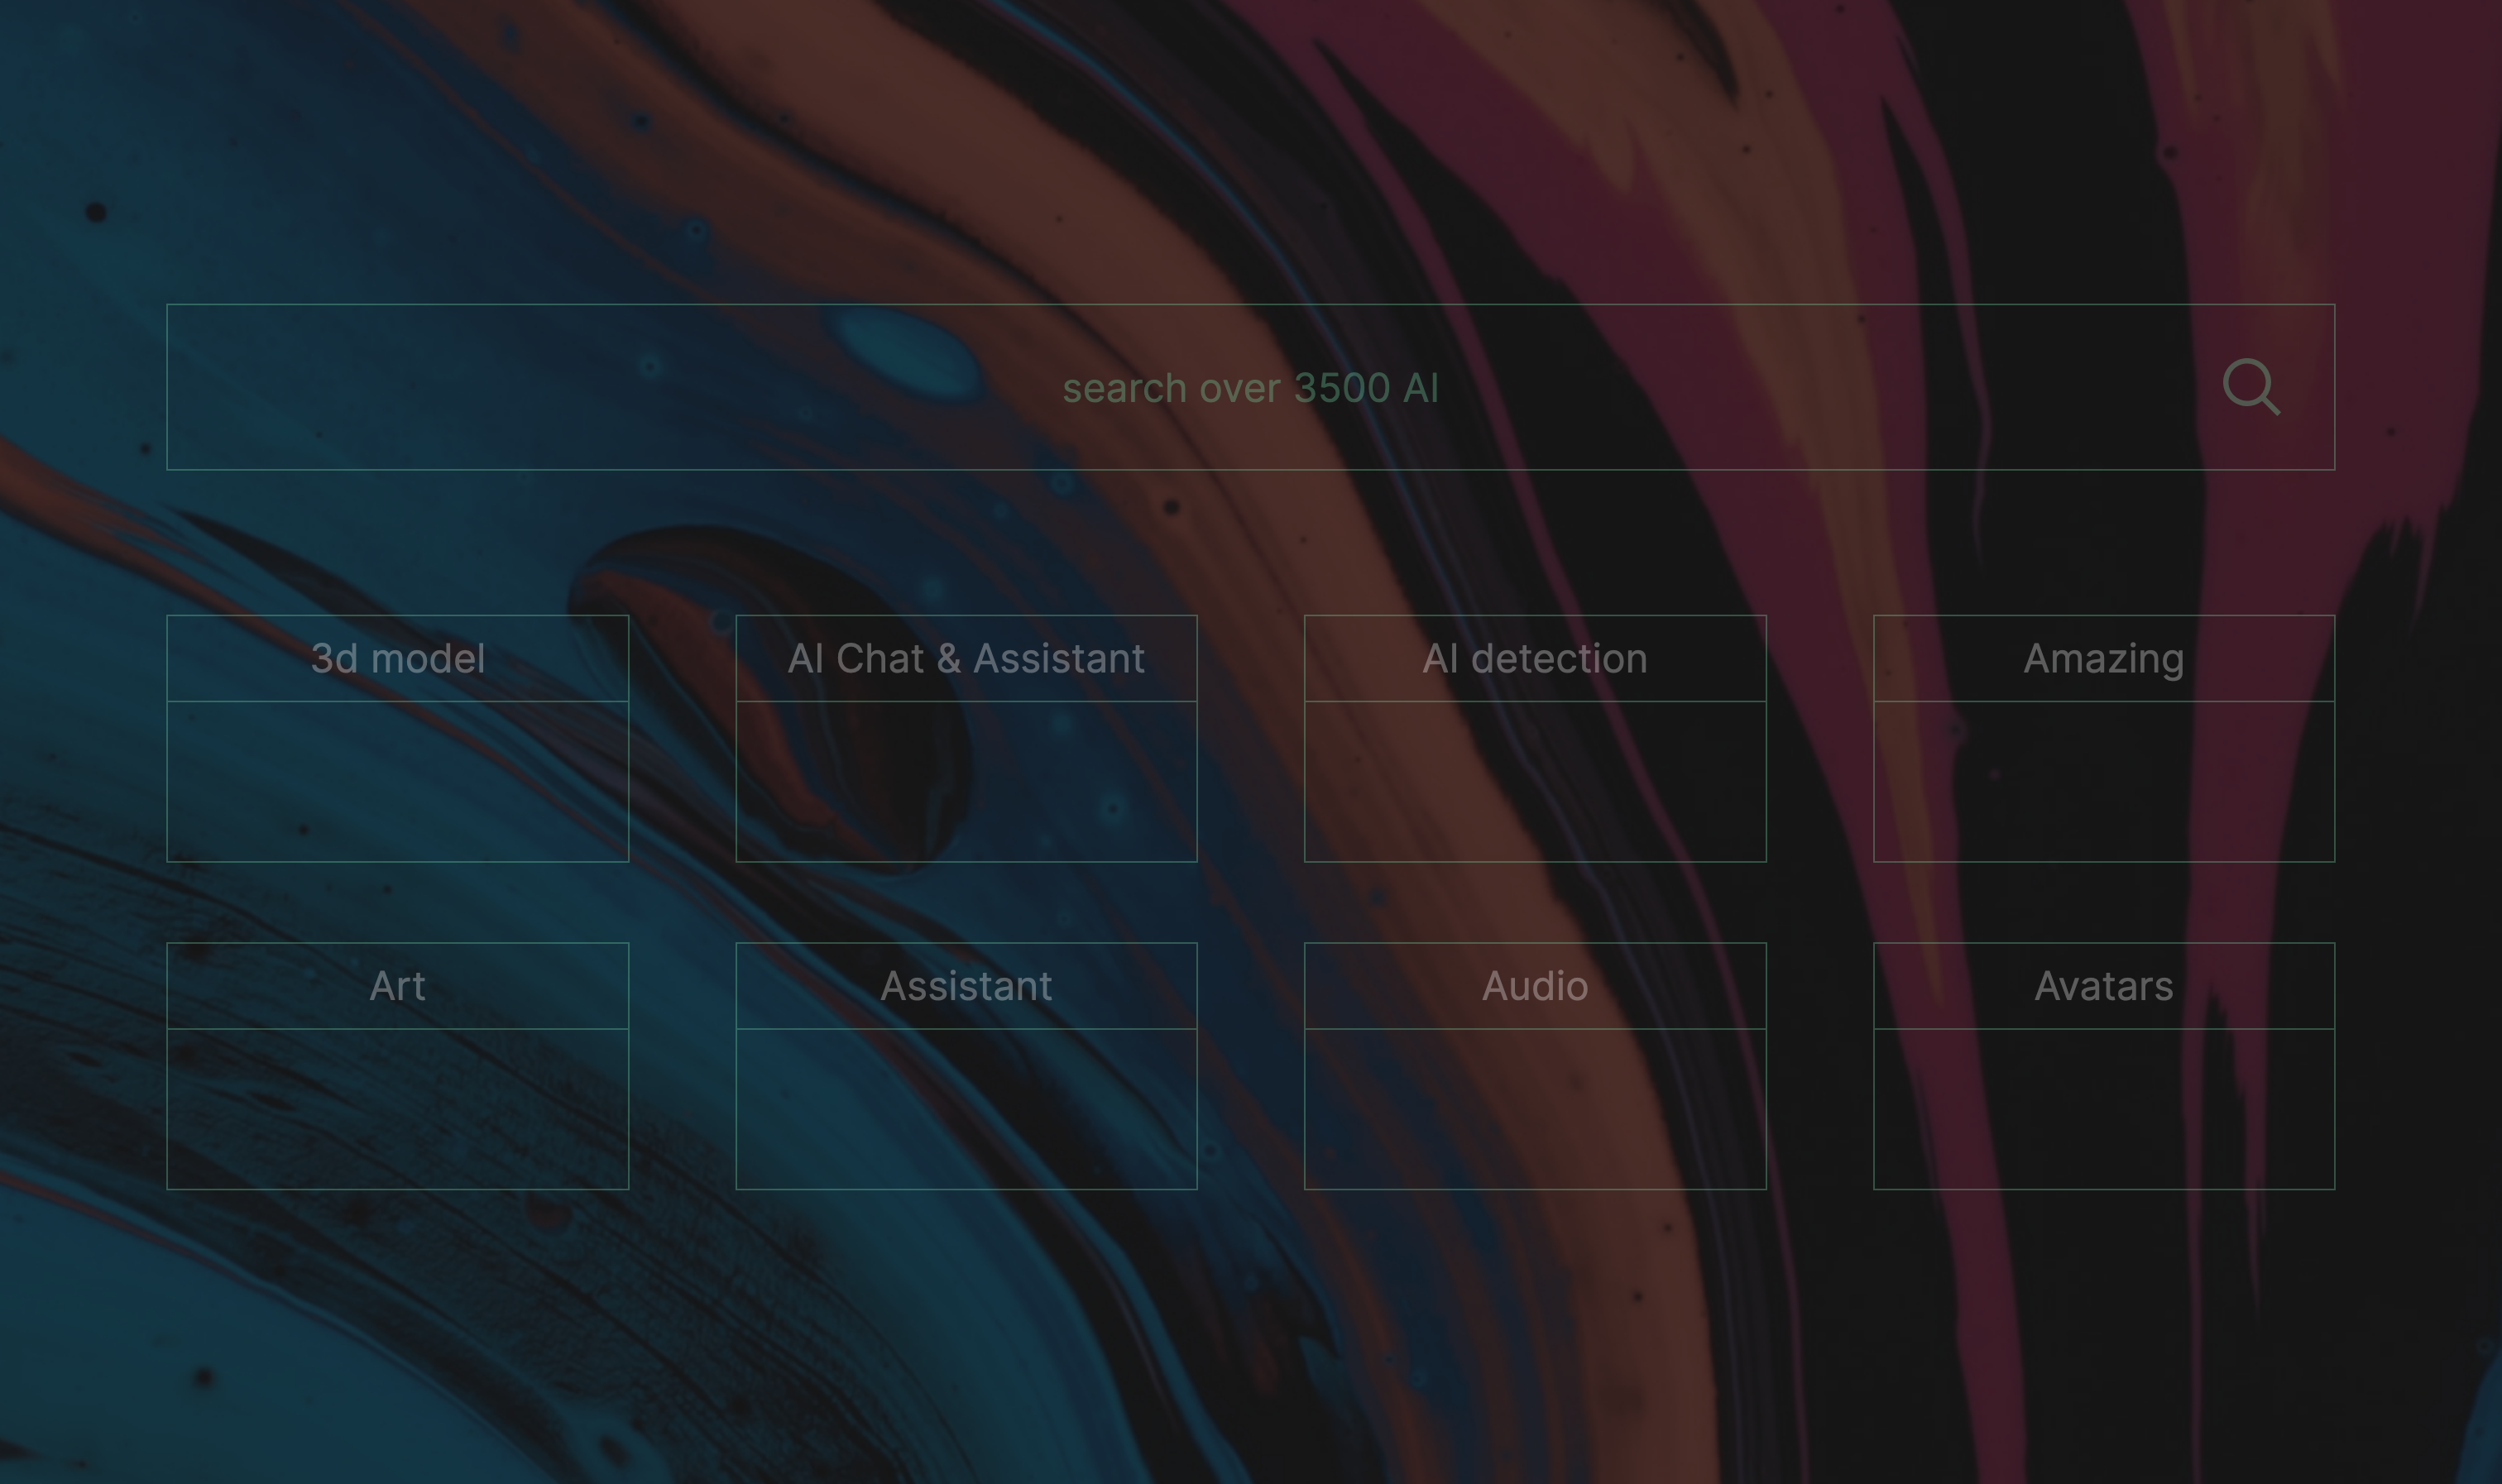 search over 3500 AI
3d model
AI Chat & Assistant
AI detection
Amazing
Art
Assistant
Audio
Avatars